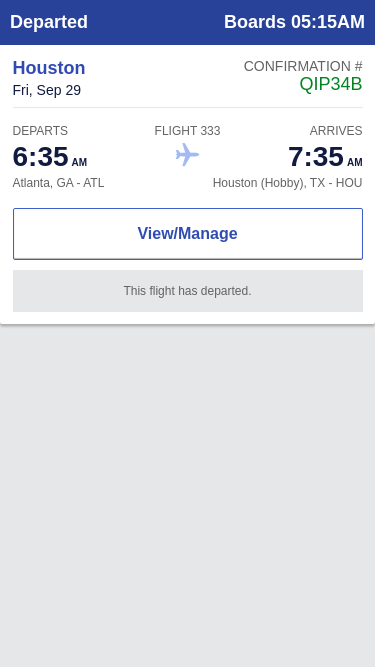 Departed Boards 05:15AM
Houston CONFIRMATION #
Fri, Sep 29 QIP34B
DEPARTS FLIGHT 333 ARRIVES
6:35 AM 7:35 AM
Atlanta, GA - ATL Houston (Hobby), TX - HOU
View/Manage
This flight has departed.